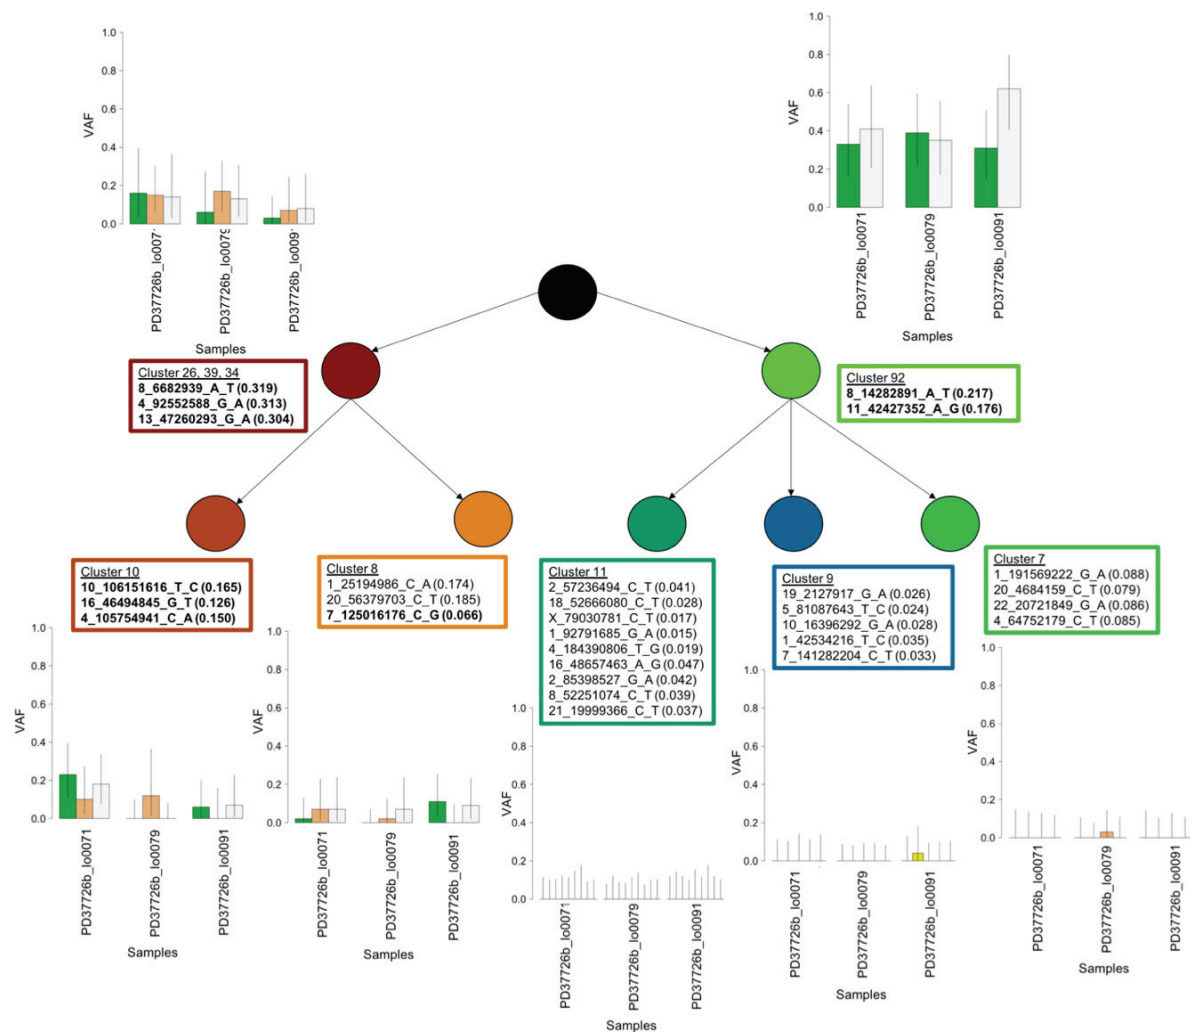 1.0
0.8
0.6
0.4
0.2
0.0
VAF
PD37726b_lo007
PD37726b_lo0079
PD37726b_lo009
Samples
1.0
0.8
0.6
0.4
0.2
0.0
VAF
PD37726b_lo0071
PD37726b_lo0079
PD37726b_lo0091
Samples
Cluster 26, 39, 34
8_6682939_A_T (0.319)
4_92552588_G_A (0.313)
13_47260293_G_A (0.304)
Cluster 92
8_14282891_A_T (0.217)
11_42427352_A_G (0.176)
Cluster 10
10_106151616_T_C (0.165)
16_46494845_G_T (0.126)
4_105754941_C_A (0.150)
Cluster 8
1_25194986_C_A (0.174)
20_56379703_C_T (0.185)
7_125016176_C_G (0.066)
Cluster 11
2_57236494_C_T (0.041)
18_52666080_C_T (0.028)
X_79030781_C_T (0.017)
1_92791685_G_A (0.015)
4_184390806_T_G (0.019)
16_48657463_A_G (0.047)
2_85398527_G_A (0.042)
8_52251074_C_T (0.039)
21_19999366_C_T (0.037)
Cluster 9
19_2127917_G_A (0.026)
5_81087643_T_C (0.024)
10_16396292_G_A (0.028)
1_42534216_T_C (0.035)
7_141282204_C_T (0.033)
Cluster 7
1_191569222_G_A (0.088)
20_4684159_C_T (0.079)
22_20721849_G_A (0.086)
4_64752179_C_T (0.085)
1.0
0.8
0.6
0.4
0.2
0.0
VAF
PD37726b_lo0071
PD37726b_lo0079
PD37726b_lo0091
Samples
1.0
0.8
0.6
0.4
0.2
0.0
VAF
PD37726b_lo0071
PD37726b_lo0079
PD37726b_lo0091
Samples
1.0
0.8
0.6
0.4
0.2
0.0
VAF
PD37726b_lo0071
PD37726b_lo0079
PD37726b_lo0091
Samples
1.0
0.8
0.6
0.4
0.2
0.0
VAF
PD37726b_lo0071
PD37726b_lo0079
PD37726b_lo0091
Samples
1.0
0.8
0.6
0.4
0.2
0.0
VAF
PD37726b_lo0071
PD37726b_lo0079
PD37726b_lo0091
Samples